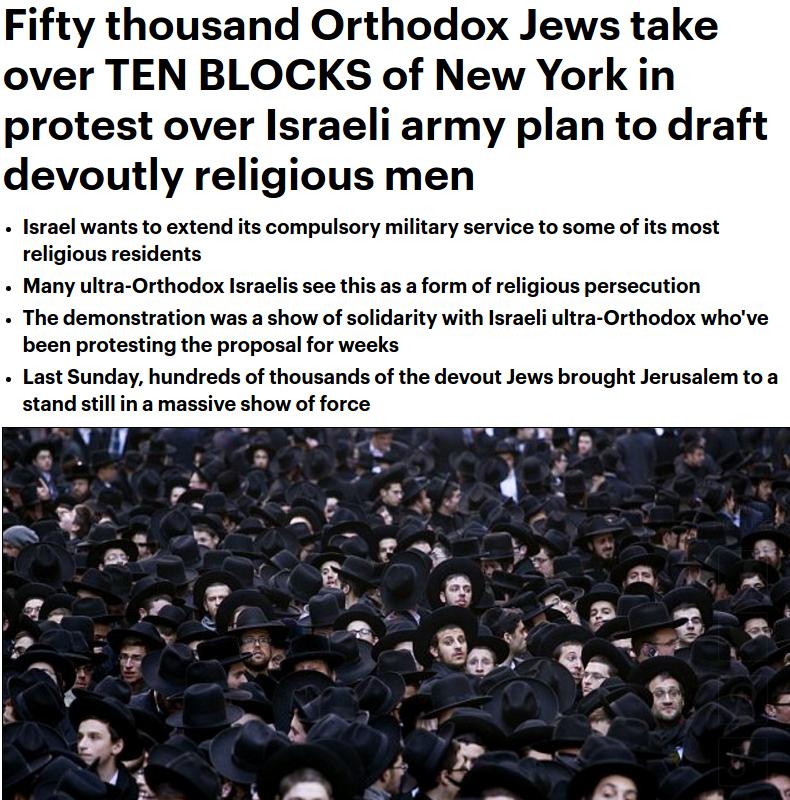 Fifty thousand Orthodox Jews take
over TEN BLOCKS of New York in
protest over Israeli army plan to draft
devoutly religious men
• Israel wants to extend its compulsory military service to some of its most
religious residents
• Many ultra-Orthodox Israelis see this as a form of religious persecution
• The demonstration was a show of solidarity with Israeli ultra-Orthodox who've
been protesting the proposal for weeks
• Last Sunday, hundreds of thousands of the devout Jews brought Jerusalem to a
stand still in a massive show of force